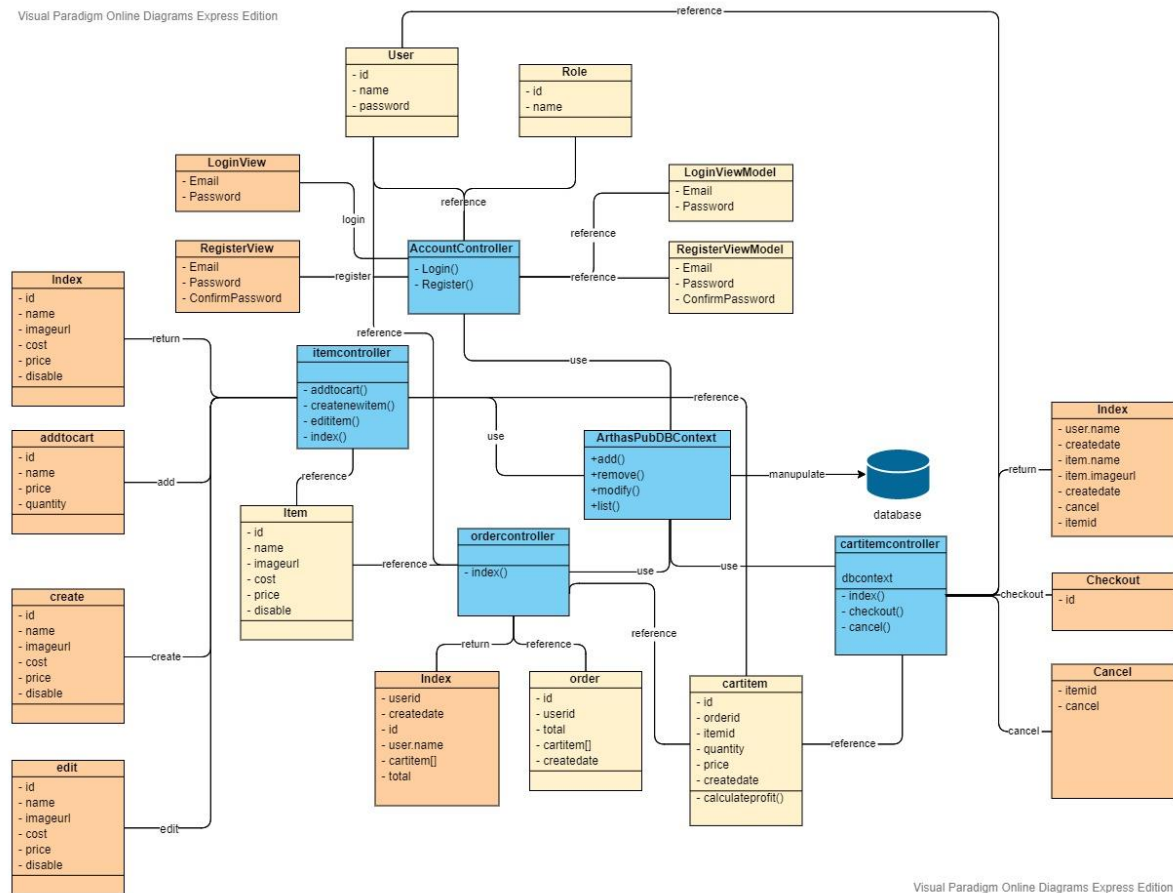 Visual Paradigm Online Diagrams Express Edition
reference
User
- id
- name
- password
Role
- id
- name
LoginView
- Email
- Password
login
reference
LoginViewModel
- Email
- Password
reference
RegisterView
- Email
- Password
- ConfirmPassword
register
AccountController
- Login()
- Register()
reference
RegisterViewModel
- Email
- Password
- ConfirmPassword
Index
- id
- name
- imageurl
- cost
- price
- disable
return
reference
use
itemcontroller
- addtocart()
- createnewitem()
- edititem()
- index()
reference
use
addtocart
- id
- name
- price
- quantity
add
reference
ArthasPubDBContext
+add()
+remove()
+modify()
+list()
manupulate
database
return
Index
- user.name
- createdate
- item.name
- item.imageurl
- createdate
- cancel
- itemid
Item
- id
- name
- imageurl
- cost
- price
- disable
reference
ordercontroller
- index()
use
use
cartitemcontroller
dbcontext
- index()
- checkout()
- cancel()
checkout
Checkout
- id
create
- id
- name
- imageurl
- cost
- price
- disable
create
return
reference
reference
Index
- userid
- createdate
- id
- user.name
- cartitem[]
- total
order
- id
- userid
- total
- cartitem[]
- createdate
cartitem
- id
- orderid
- itemid
- quantity
- price
- createdate
- calculateprofit()
reference
cancel
Cancel
- itemid
- cancel
edit
- id
- name
- imageurl
- cost
- price
- disable
edit
Visual Paradigm Online Diagrams Express Edition